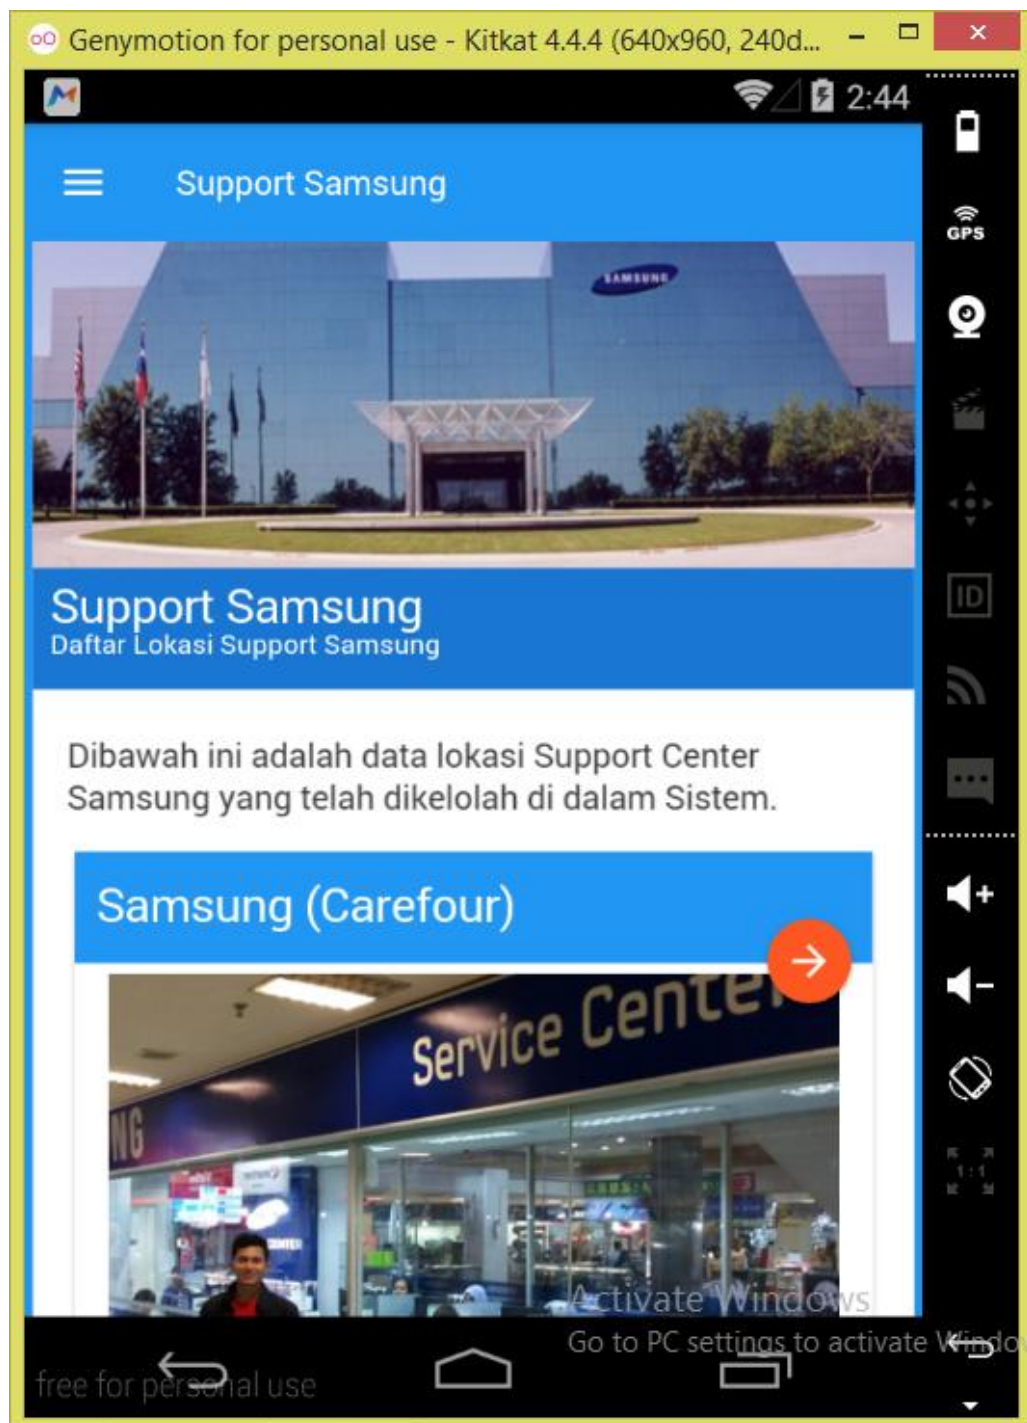 Genymotion for personal use - Kitkat 4.4.4 (640x960, 240d...
2:44
Support Samsung
GPS
SAMSUNG
ID
Support Samsung
Daftar Lokasi Support Samsung
Dibawah ini adalah data lokasi Support Center
Samsung yang telah dikelolah di dalam Sistem.
Samsung (Carefour)
Service Center
NG
1:1
Activate Windows
Go to PC settings to activate Windo
free for personal use